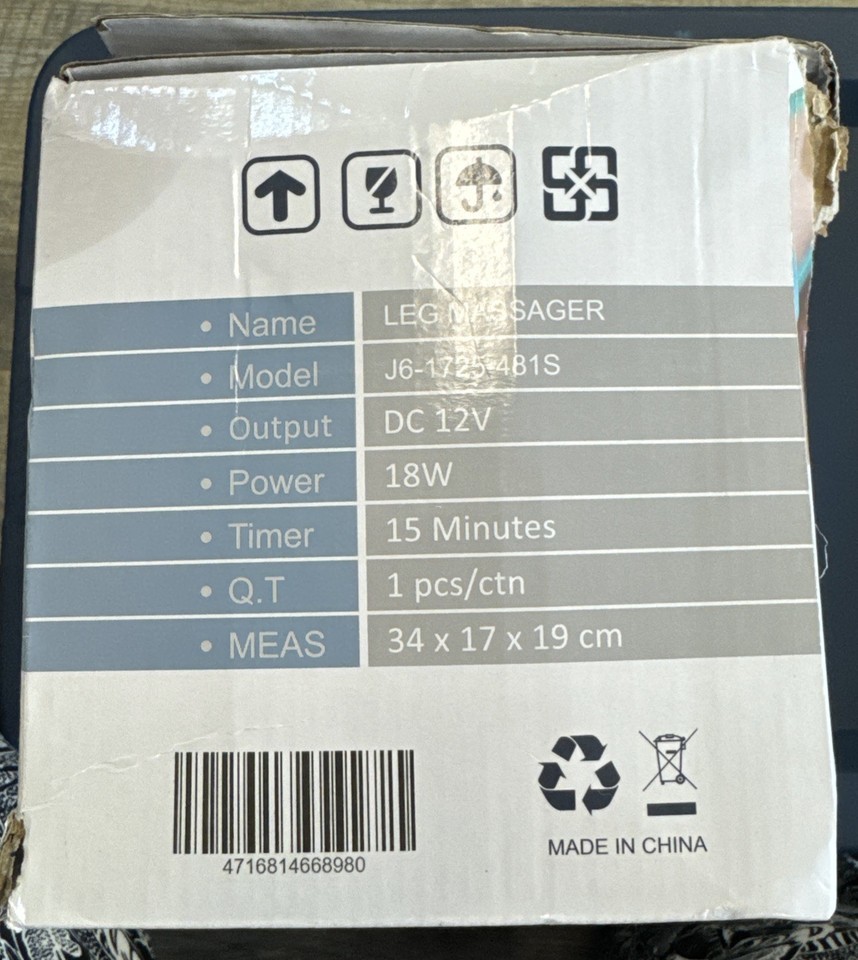 • Name LEG MASSAGER
• Model J6-1725-481S
• Output DC 12V
• Power 18W
• Timer 15 Minutes
• Q.T 1 pcs/ctn
• MEAS 34 x 17 x 19 cm
4716814668980
MADE IN CHINA